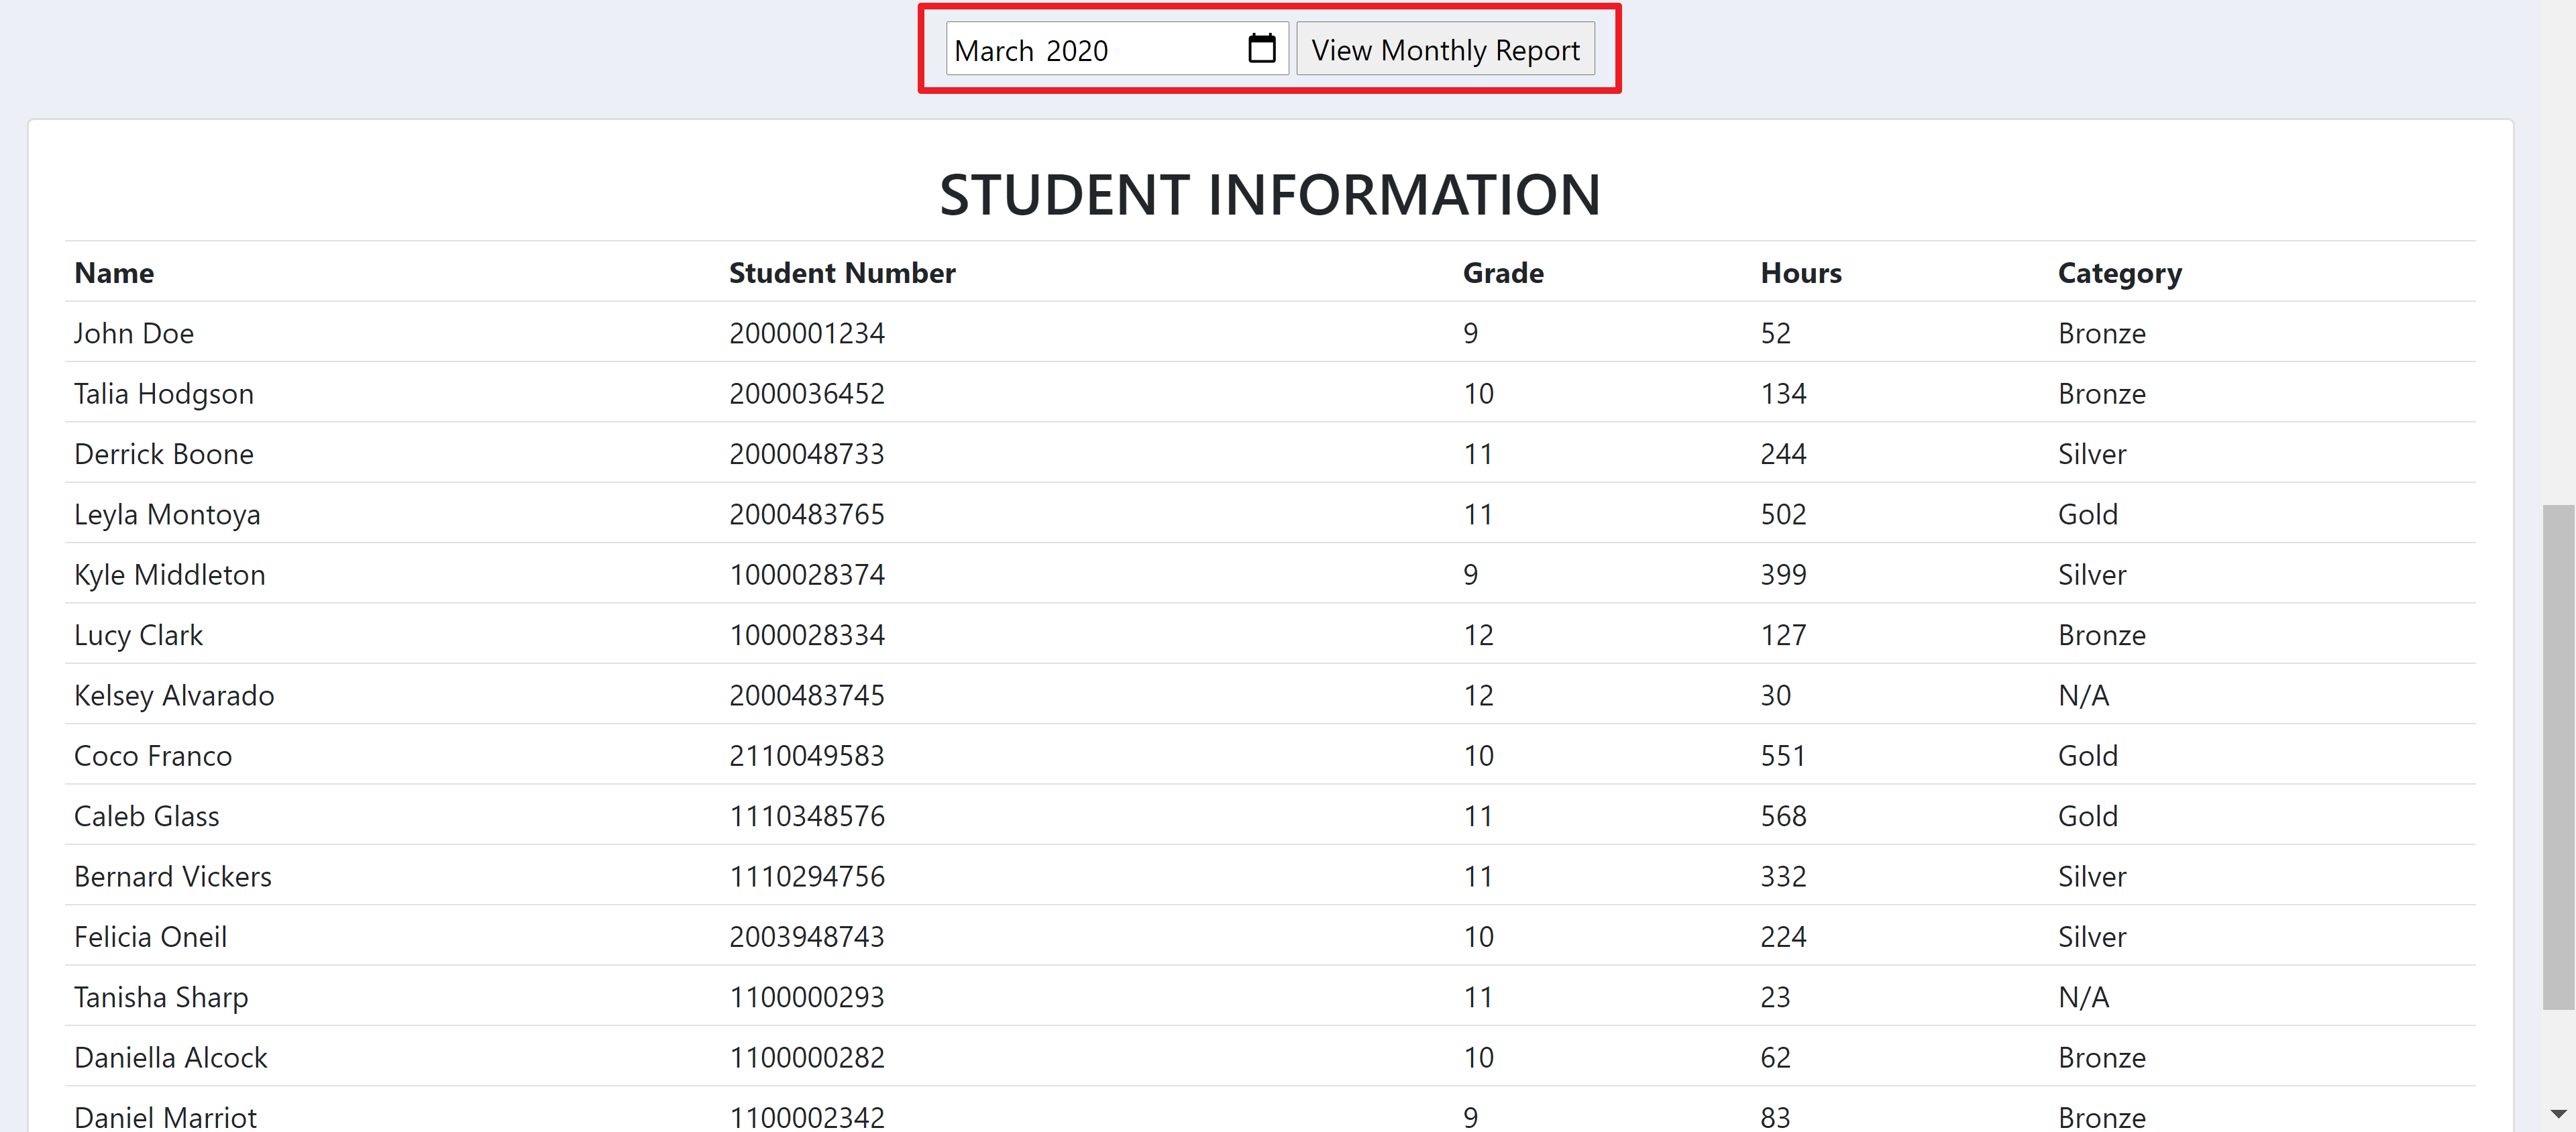 March 2020 View Monthly Report
STUDENT INFORMATION
Name Student Number Grade Hours Category
John Doe 2000001234 9 52 Bronze
Talia Hodgson 2000036452 10 134 Bronze
Derrick Boone 2000048733 11 244 Silver
Leyla Montoya 2000483765 11 502 Gold
Kyle Middleton 1000028374 9 399 Silver
Lucy Clark 1000028334 12 127 Bronze
Kelsey Alvarado 2000483745 12 30 N/A
Coco Franco 2110049583 10 551 Gold
Caleb Glass 1110348576 11 568 Gold
Bernard Vickers 1110294756 11 332 Silver
Felicia Oneil 2003948743 10 224 Silver
Tanisha Sharp 1100000293 11 23 N/A
Daniella Alcock 1100000282 10 62 Bronze
Daniel Marriot 1100002342 9 83 Bronze